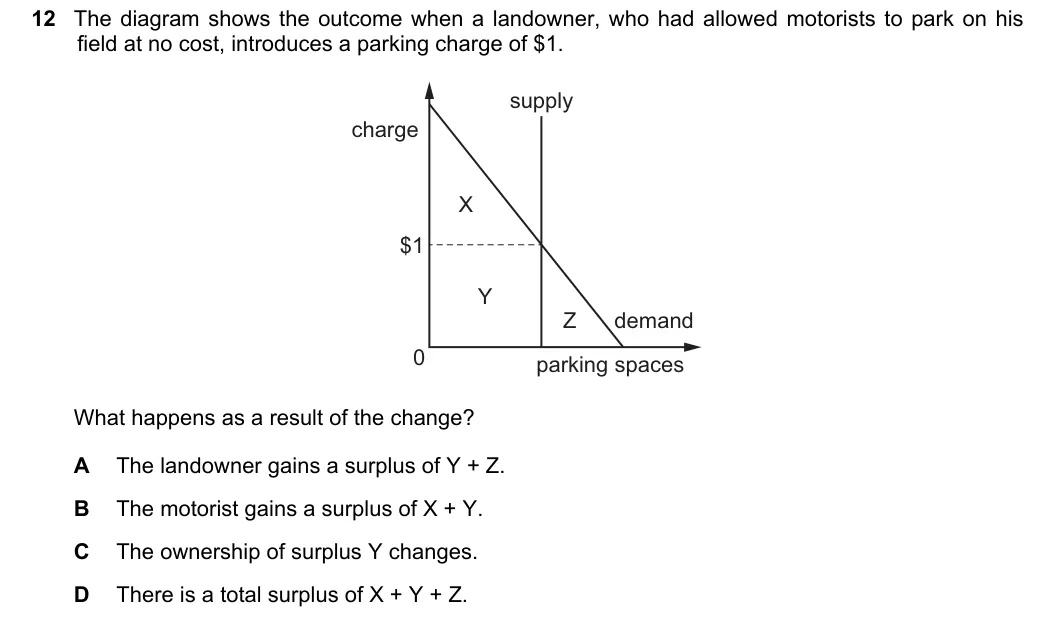 12 The diagram shows the outcome when a landowner, who had allowed motorists to park on his
field at no cost, introduces a parking charge of $1.
supply
charge
X
$1
Y
Z demand
0
parking spaces
What happens as a result of the change?
A The landowner gains a surplus of Y + Z.
B The motorist gains a surplus of X + Y.
C The ownership of surplus Y changes.
D There is a total surplus of X + Y + Z.